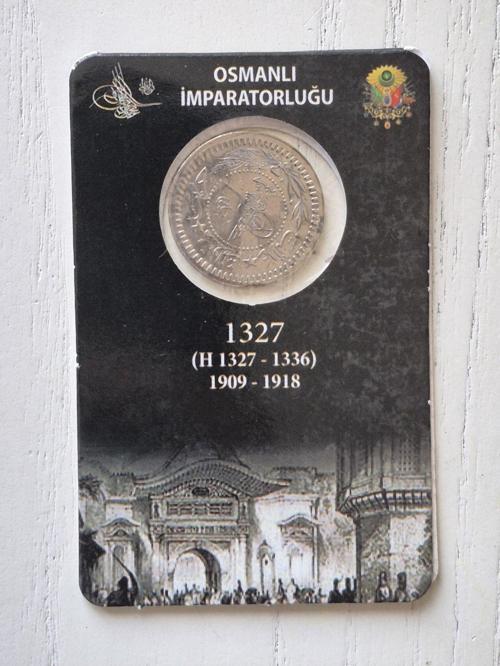 OSMANLI
İMPARATORLUĞU
1327
(H 1327 - 1336)
1909 - 1918